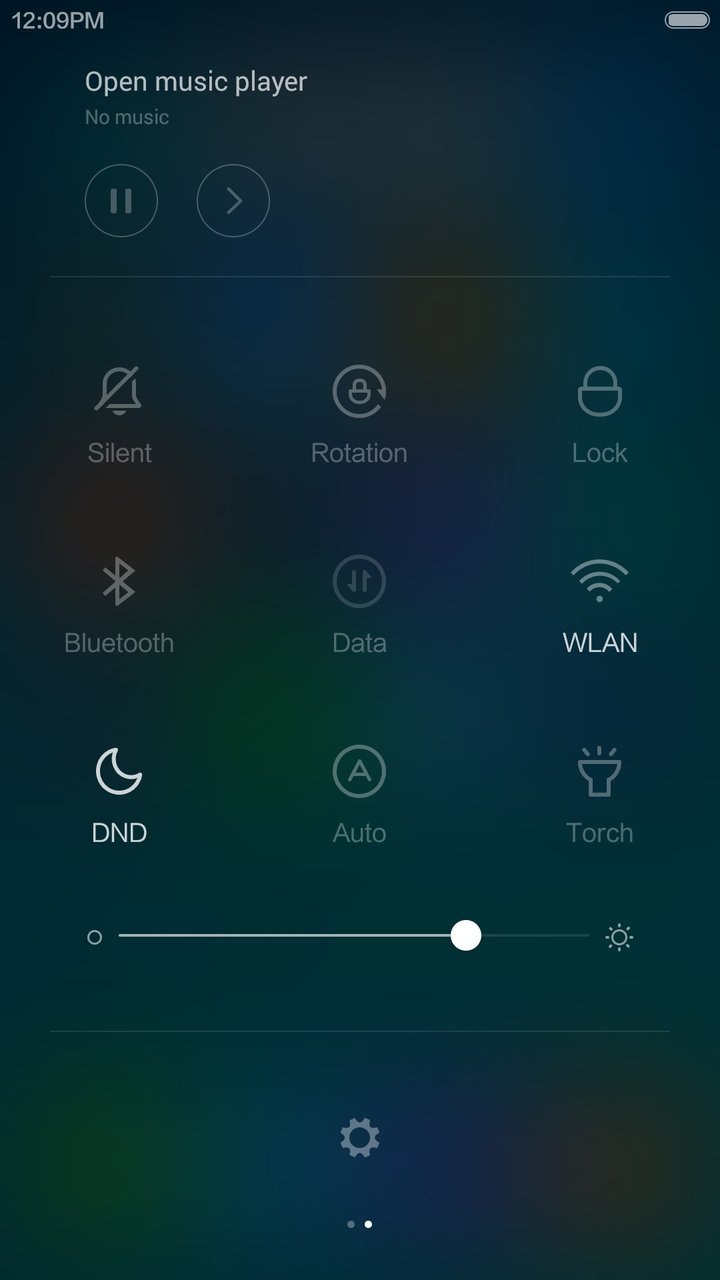 12:09PM
Open music player
No music
Silent
Rotation
Lock
Bluetooth
Data
WLAN
DND
Auto
Torch